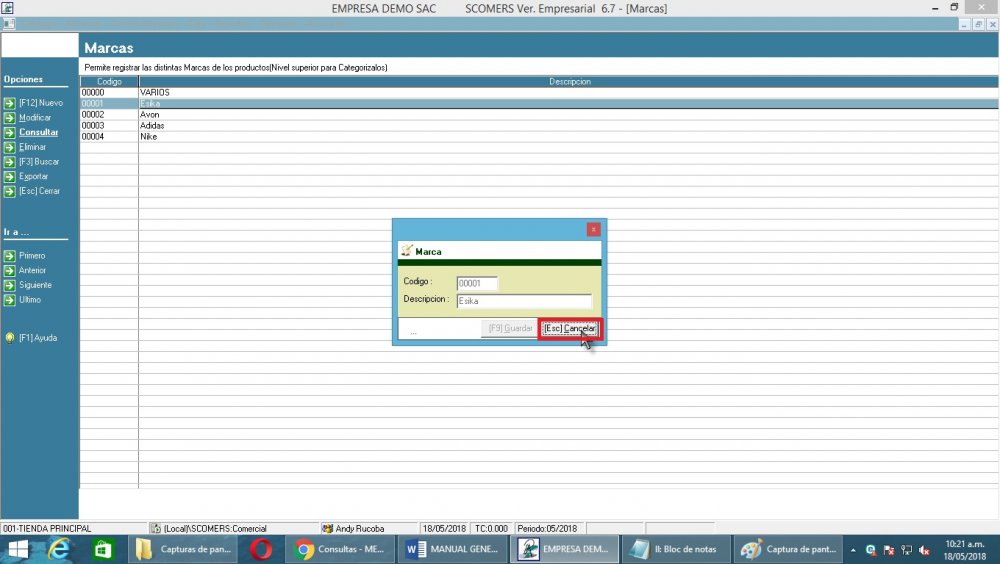 EMPRESA DEMO SAC SCOMERS Ver. Empresarial 6.7 - [Marcas]
Marcas
Permite registrar las distintas Marcas de los productos(Nivel superior para Categorizalos)
Opciones
[F12] Nuevo
Modificar
Consultar
Eliminar
[F3] Buscar
Exportar
[Esc] Cerrar
Ir a ...
Primero
Anterior
Siguiente
Ultimo
[F1] Ayuda
Codigo Descripcion
00000 VARIOS
00001 Esika
00002 Avon
00003 Adidas
00004 Nike
x
Marca
Codigo : 00001
Descripcion : Esika
... [F9] Guardar [Esc] Cancelar
001-TIENDA PRINCIPAL (Local)\SCOMERS:Comercial Andy Rucoba 18/05/2018 TC:0.000 Periodo:05/2018
Capturas de pan... Consultas - ME... MANUAL GENE... EMPRESA DEM... II: Bloc de notas Captura de pant... 10:21 a.m.
18/05/2018